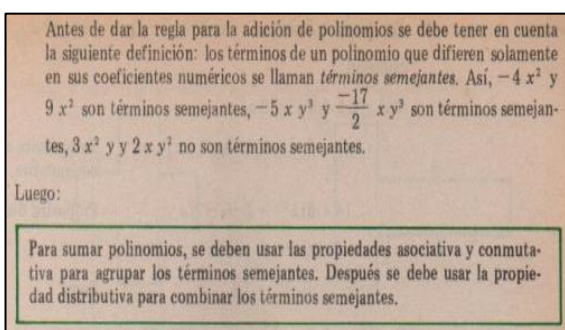 Antes de dar la regla para la adición de polinomios se debe tener en cuenta
la siguiente definición: los términos de un polinomio que difieren solamente
en sus coeficientes numéricos se llaman términos semejantes. Así, −4 x² y
9 x² son términos semejantes, −5 x y³ y −17/2 x y³ son términos semejan-
tes, 3 x² y y 2 x y² no son términos semejantes.
Luego:
Para sumar polinomios, se deben usar las propiedades asociativa y conmuta-
tiva para agrupar los términos semejantes. Después se debe usar la propie-
dad distributiva para combinar los términos semejantes.